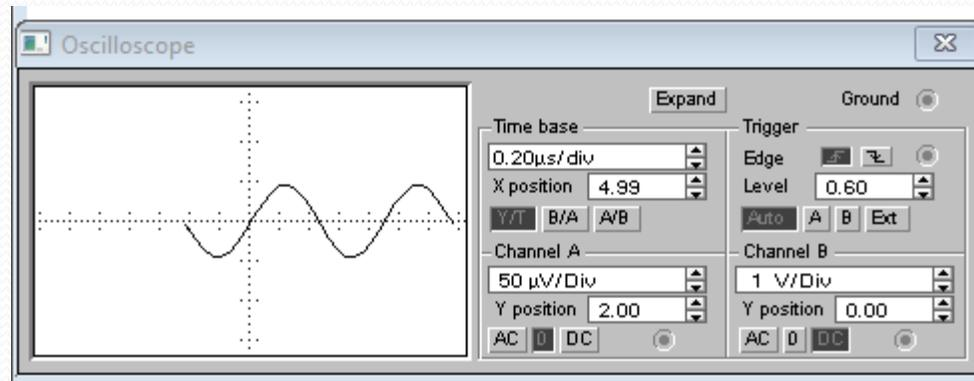 Oscilloscope
Expand
Ground
Time base
0.20µs/div
X position 4.99
Y/T B/A A/B
Trigger
Edge
Level 0.60
Auto A B Ext
Channel A
50 µV/Div
Y position 2.00
AC 0 DC
Channel B
1 V/Div
Y position 0.00
AC 0 DC